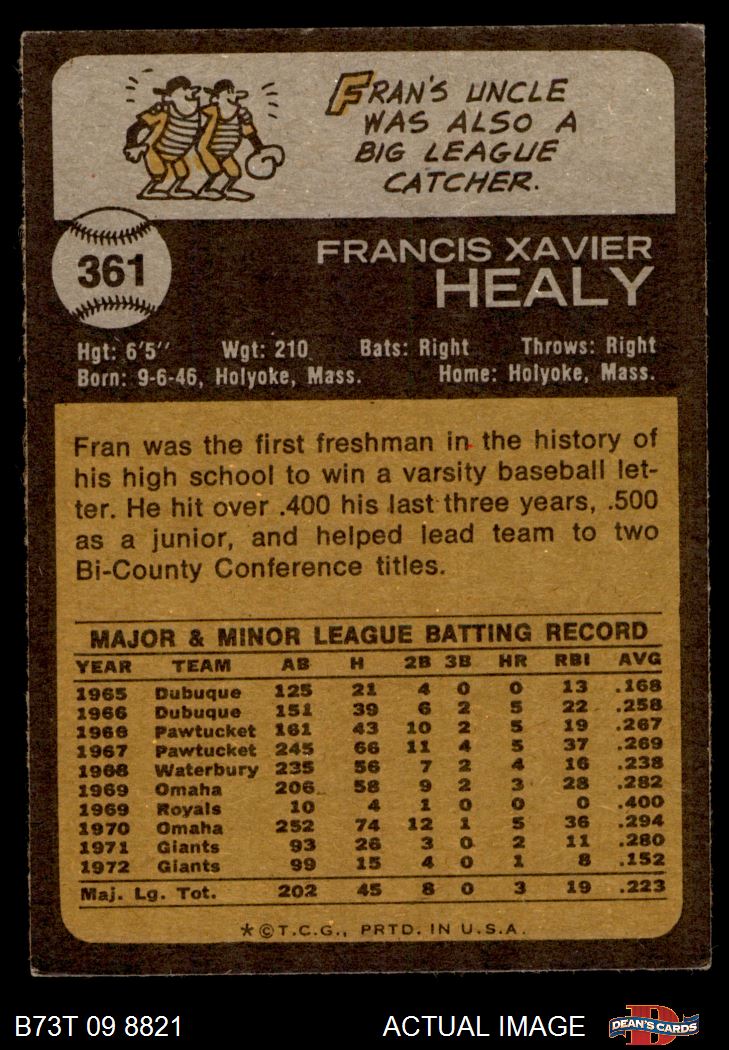 FRAN'S UNCLE
WAS ALSO A
BIG LEAGUE
CATCHER.
361
FRANCIS XAVIER
HEALY
Hgt: 6'5'' Wgt: 210 Bats: Right Throws: Right
Born: 9-6-46, Holyoke, Mass. Home: Holyoke, Mass.
Fran was the first freshman in the history of
his high school to win a varsity baseball let-
ter. He hit over .400 his last three years, .500
as a junior, and helped lead team to two
Bi-County Conference titles.
MAJOR & MINOR LEAGUE BATTING RECORD
YEAR TEAM AB H 2B 3B HR RBI AVG
1965 Dubuque 125 21 4 0 0 13 .168
1966 Dubuque 151 39 6 2 5 22 .258
1966 Pawtucket 161 43 10 2 5 19 .267
1967 Pawtucket 245 66 11 4 5 37 .269
1968 Waterbury 235 56 7 2 4 16 .238
1969 Omaha 206 58 9 2 3 28 .282
1969 Royals 10 4 1 0 0 0 .400
1970 Omaha 252 74 12 1 5 36 .294
1971 Giants 93 26 3 0 2 11 .280
1972 Giants 99 15 4 0 1 8 .152
Maj. Lg. Tot. 202 45 8 0 3 19 .223
*©T.C.G., PRTD. IN U.S.A.
B73T 09 8821 ACTUAL IMAGE D DEAN'S CARDS